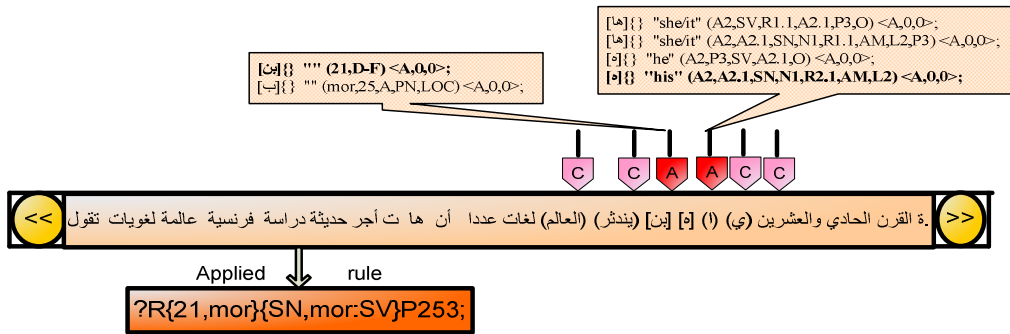 [ها]{} "she/it" (A2,SV,R1.1,A2.1,P3,O) <A,0,0>;
[ها]{} "she/it" (A2,A2.1,SN,N1,R1.1,AM,L2,P3) <A,0,0>;
[ه]{} "he" (A2,P3,SV,A2.1,O) <A,0,0>;
[ه]{} "his" (A2,A2.1,SN,N1,R2.1,AM,L2) <A,0,0>;
[ين]{} "" (21,D-F) <A,0,0>;
[بـ]{} "" (mor,25,A,PN,LOC) <A,0,0>;
C C A A C C
<< ة القرن الحادي والعشرين (ي) (ا) [ه] [ين] (يندثر) (العالم) لغات عددا أن ها ت أجر حديثة دراسة فرنسية عالمة لغويات تقول. >>
Applied rule
?R{21,mor}{SN,mor:SV}P253;